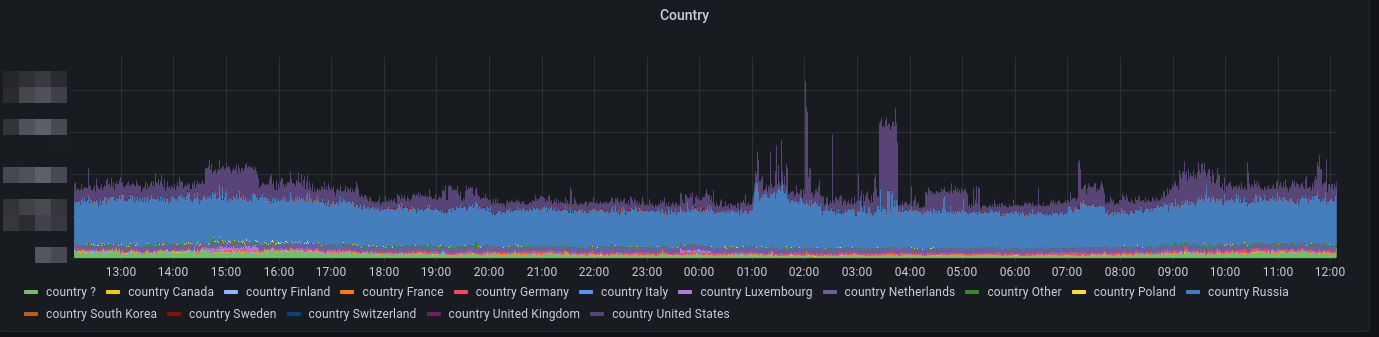 Country
13:00 14:00 15:00 16:00 17:00 18:00 19:00 20:00 21:00 22:00 23:00 00:00 01:00 02:00 03:00 04:00 05:00 06:00 07:00 08:00 09:00 10:00 11:00 12:00
country ? country Canada country Finland country France country Germany country Italy country Luxembourg country Netherlands country Other country Poland country Russia
country South Korea country Sweden country Switzerland country United Kingdom country United States